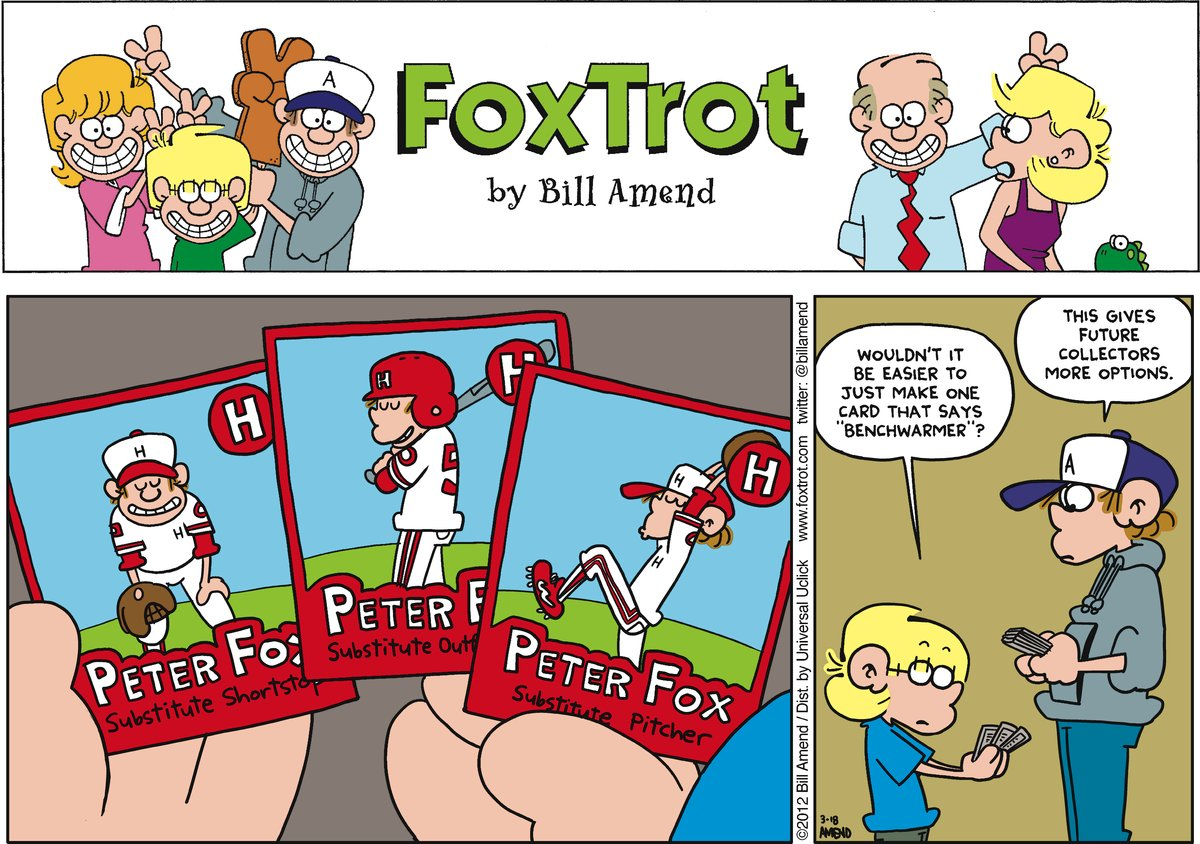 A
FoxTrot
by Bill Amend
H
H
H
H
PETER FOX
Substitute Shortstop
H
H
PETER F
Substitute Outf
H
H
H
PETER FOX
Substitute Pitcher
©2012 Bill Amend / Dist. by Universal Uclick www.foxtrot.com twitter: @billamend
WOULDN'T IT
BE EASIER TO
JUST MAKE ONE
CARD THAT SAYS
"BENCHWARMER"?
THIS GIVES
FUTURE
COLLECTORS
MORE OPTIONS.
A
3-18
AMEND